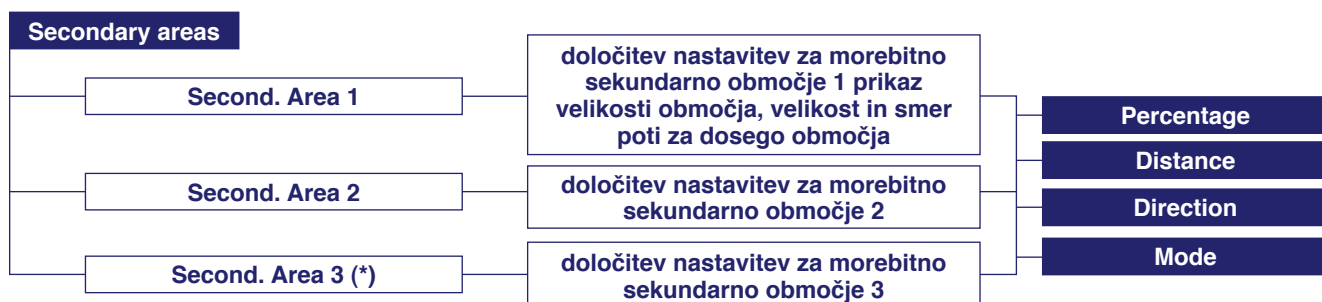 Secondary areas
Second. Area 1
določitev nastavitev za morebitno
sekundarno območje 1 prikaz
velikosti območja, velikost in smer
poti za dosego območja
Second. Area 2
določitev nastavitev za morebitno
sekundarno območje 2
Second. Area 3 (*)
določitev nastavitev za morebitno
sekundarno območje 3
Percentage
Distance
Direction
Mode